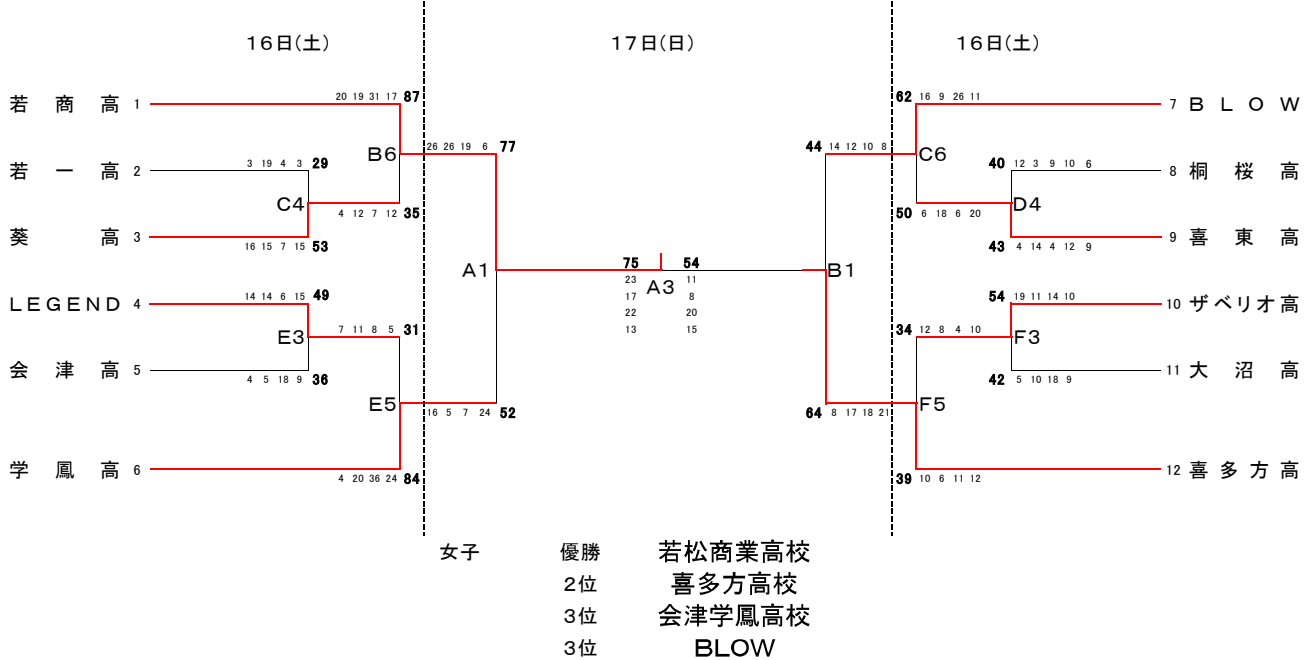 16日(土) 17日(日) 16日(土)
若商高 1 20 19 31 17 87 62 16 9 26 11 7 BLOW
B6 26 26 19 6 77 44 14 12 10 8 C6
若一高 2 3 19 4 3 29 40 12 3 9 10 6 8 桐桜高
C4 D4
4 12 7 12 35 50 6 18 6 20
葵高 3 16 15 7 15 53 43 4 14 4 12 9 9 喜東高
A1 75 54 B1
23 A3 11
17 8
22 20
13 15
LEGEND 4 14 14 6 15 49 54 19 11 14 10 10 ザベリオ高
E3 7 11 8 5 31 34 12 8 4 10 F3
会津高 5 4 5 18 9 36 42 5 10 18 9 11 大沼高
E5 16 5 7 24 52 64 8 17 18 21 F5
学鳳高 6 4 20 36 24 84 39 10 6 11 12 12 喜多方高
女子 優勝 若松商業高校
2位 喜多方高校
3位 会津学鳳高校
3位 BLOW